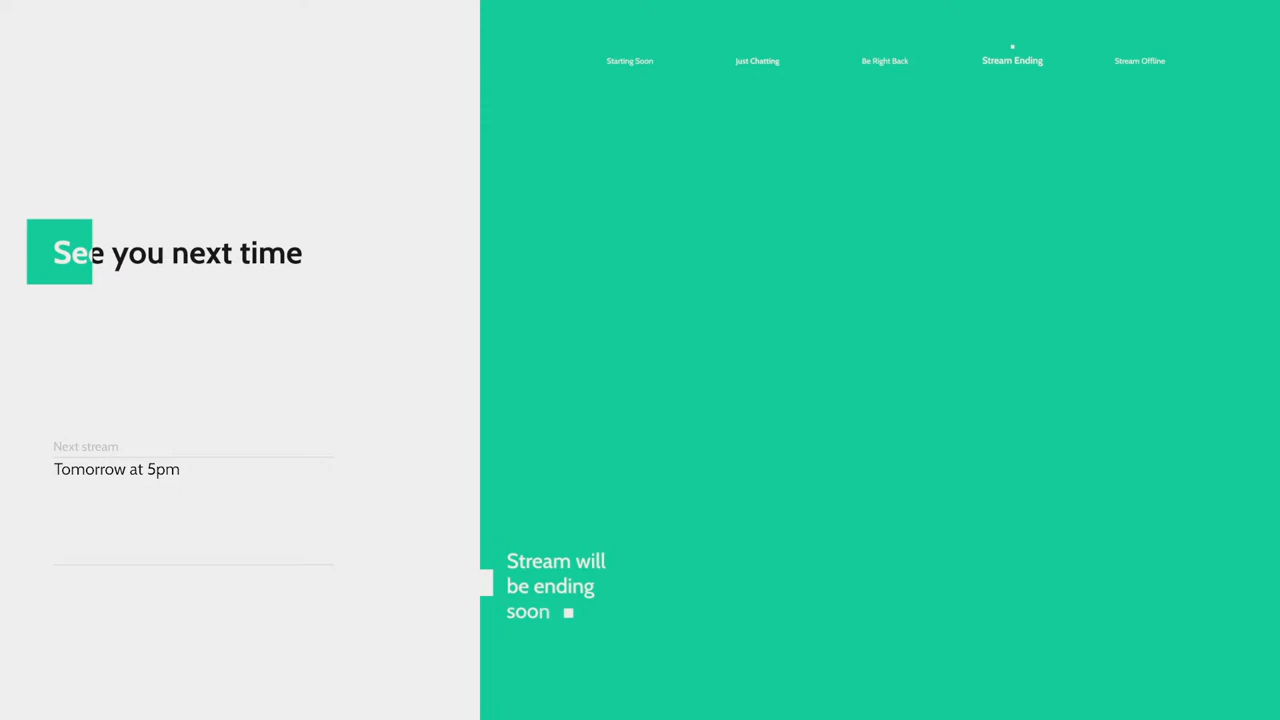 Starting Soon
Just Chatting
Be Right Back
Stream Ending
Stream Offline
See you next time
Next stream
Tomorrow at 5pm
Stream will
be ending
soon